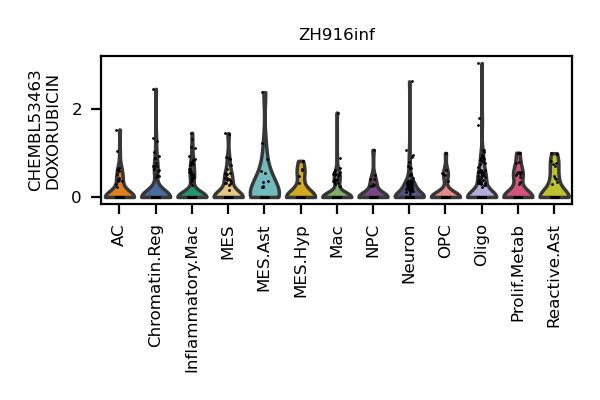 ZH916inf
CHEMBL53463
DOXORUBICIN
2
0
AC
Chromatin.Reg
Inflammatory.Mac
MES
MES.Ast
MES.Hyp
Mac
NPC
Neuron
OPC
Oligo
Prolif.Metab
Reactive.Ast